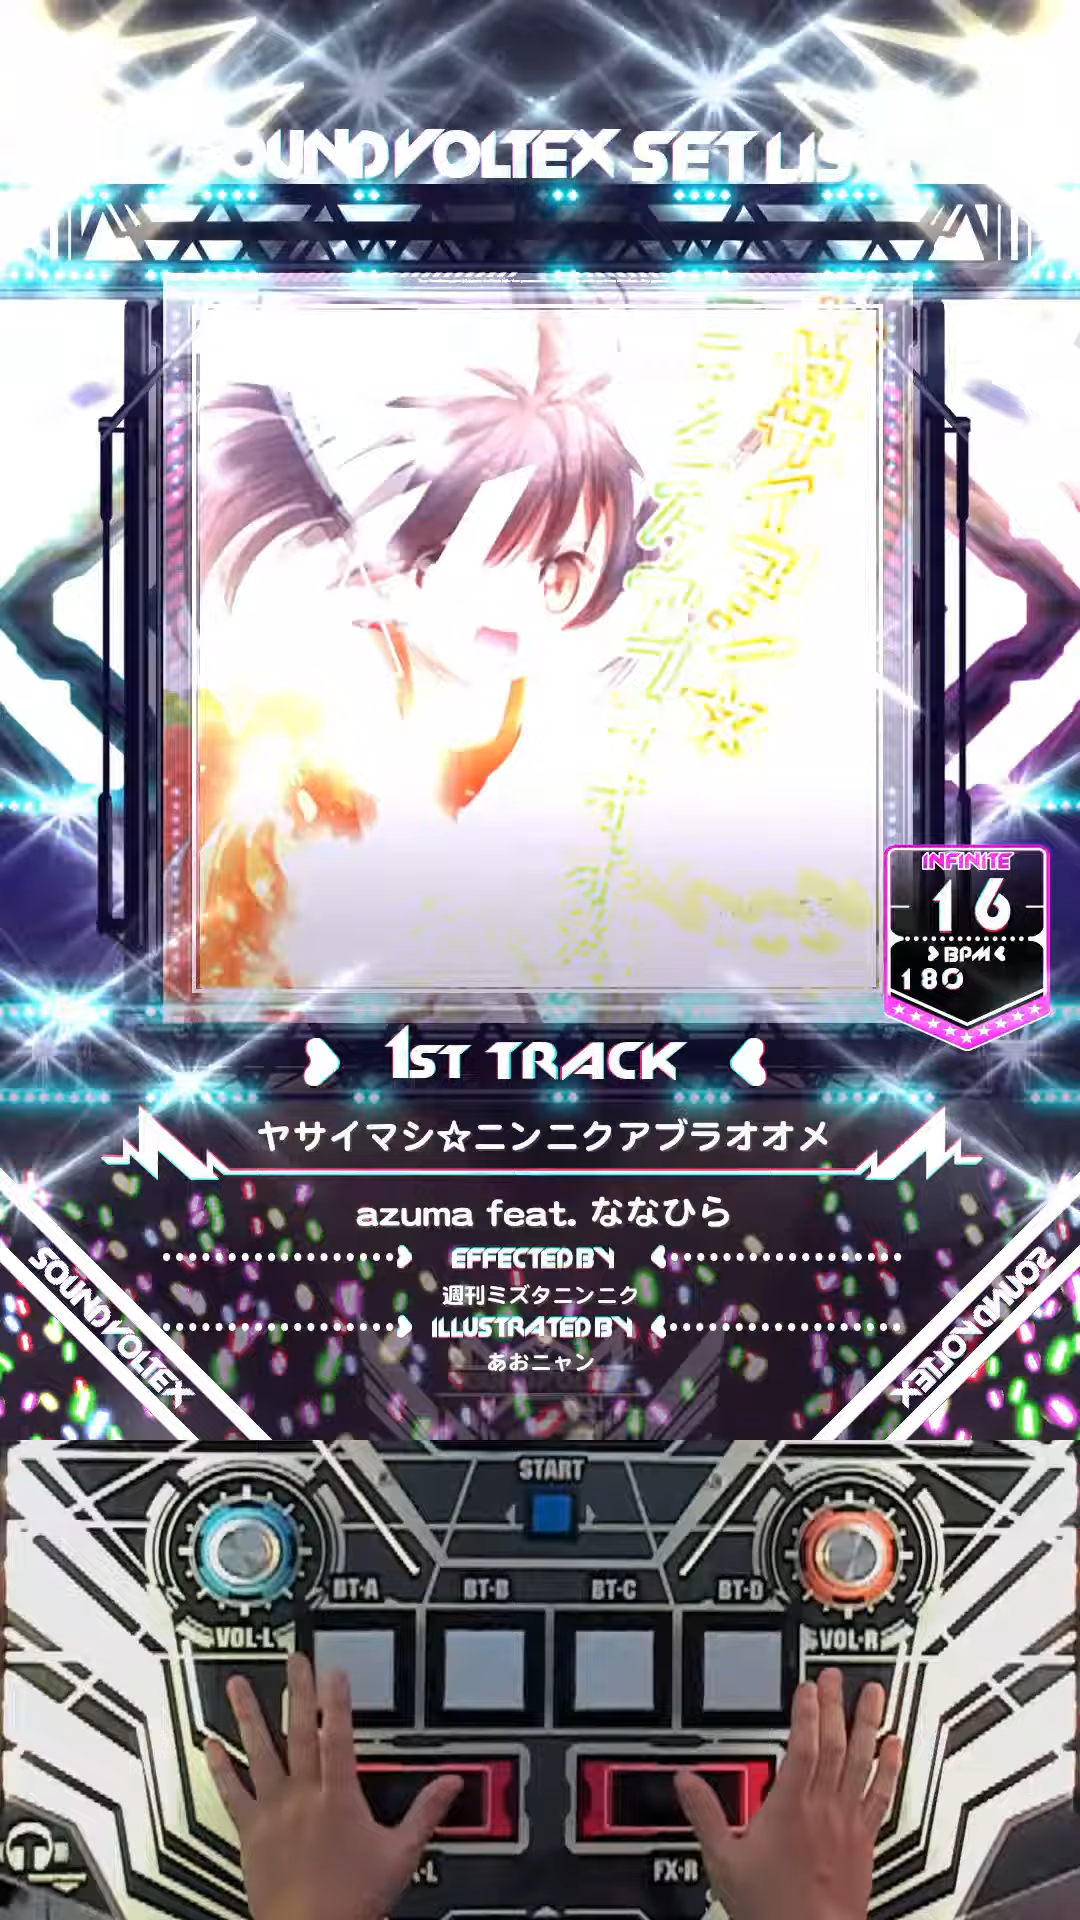 SOUND VOLTEX SET LIS
INFINITE
16
BPM
180
1ST TRACK
ヤサイマシ☆ニンニクアブラオオメ
azuma feat. ななひら
EFFECTED BY
週刊ミズタニンニク
ILLUSTRATED BY
あおニャン
SOUND VOLTEX
SOUND VOLTEX
START
BT-A
BT-B
BT-C
BT-D
VOL-L
VOL-R
-L
FX-R